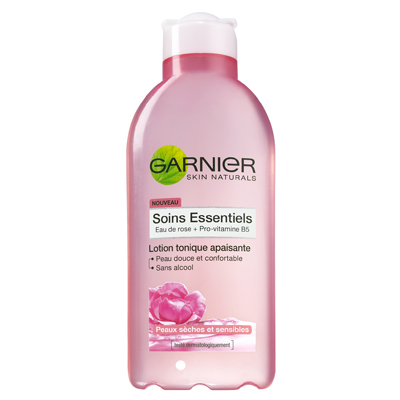 GARNIER
SKIN NATURALS
NOUVEAU
Soins Essentiels
Eau de rose + Pro-vitamine B5
Lotion tonique apaisante
• Peau douce et confortable
• Sans alcool
Peaux sèches et sensibles
testé dermatologiquement